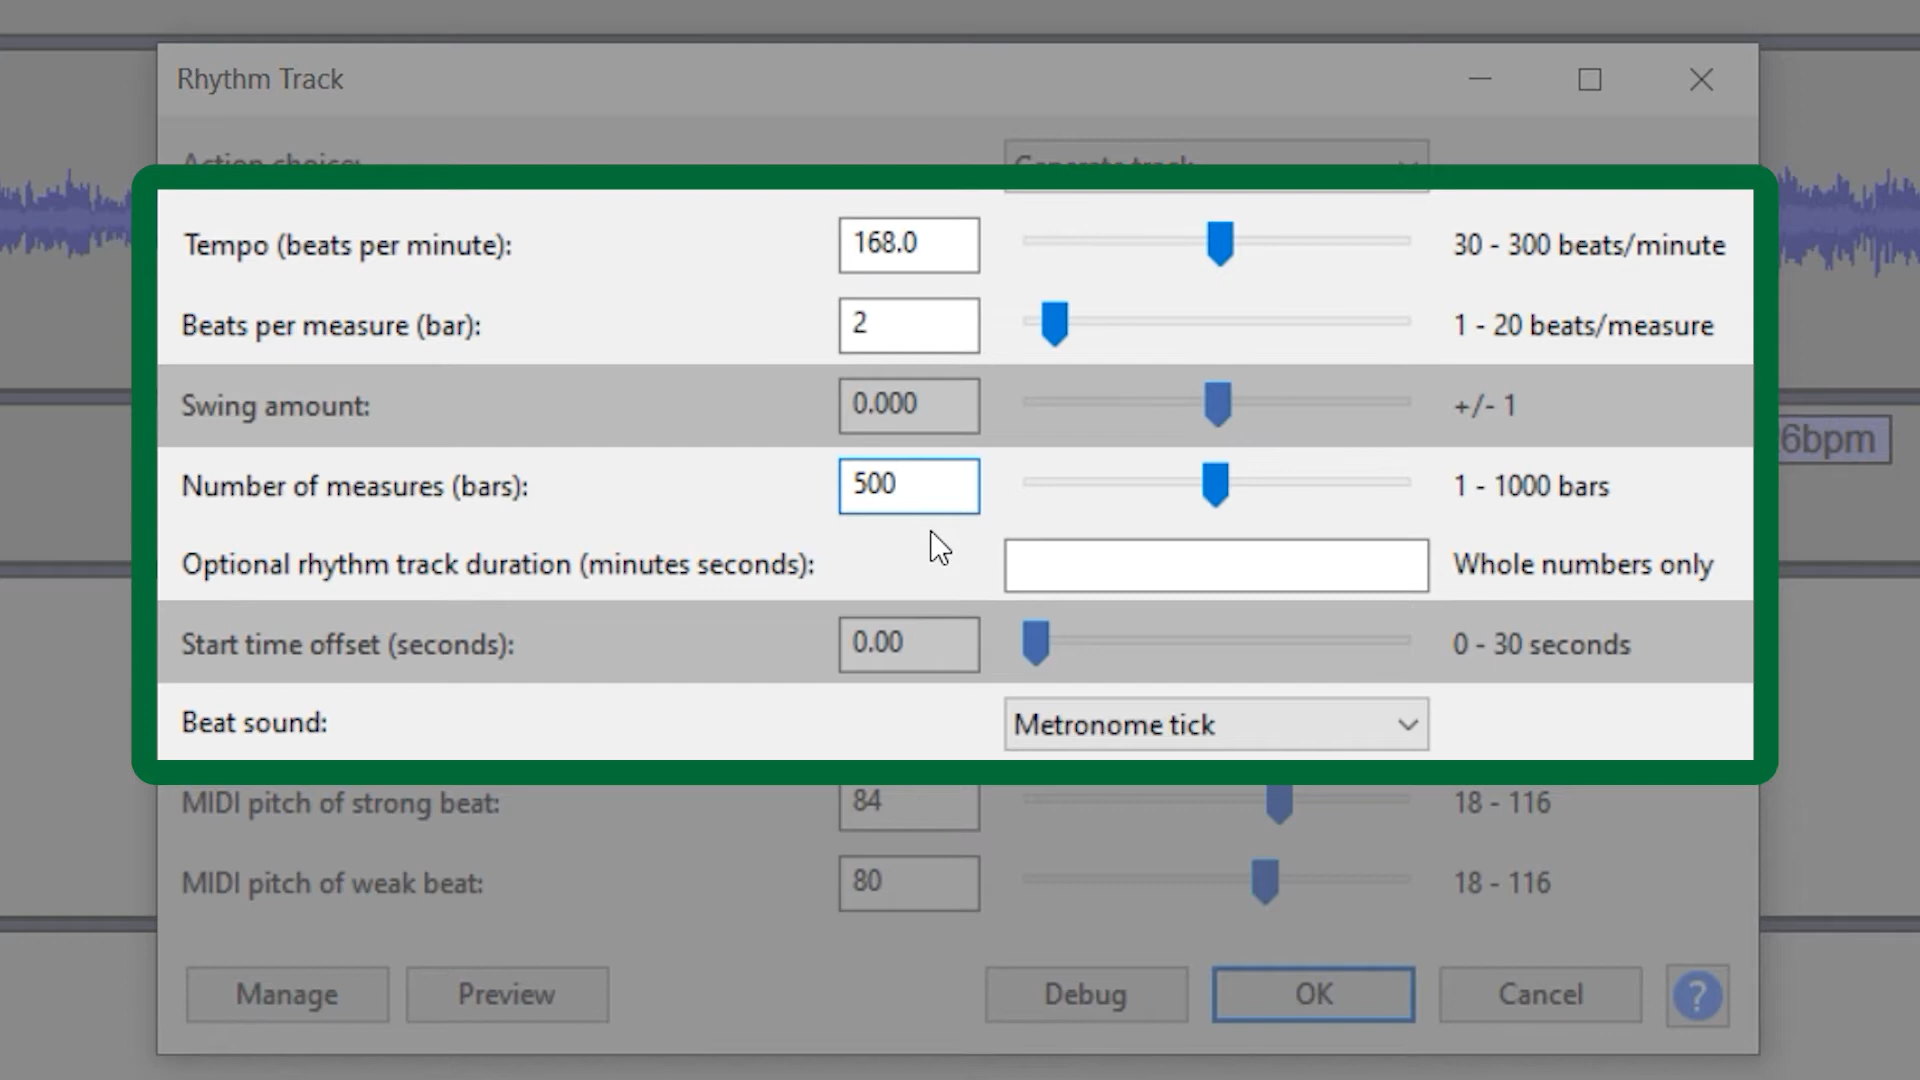 Rhythm Track
Action choice: Generate track
Tempo (beats per minute): 168.0 30 - 300 beats/minute
Beats per measure (bar): 2 1 - 20 beats/measure
Swing amount: 0.000 +/- 1
6bpm
Number of measures (bars): 500 1 - 1000 bars
Optional rhythm track duration (minutes seconds): Whole numbers only
Start time offset (seconds): 0.00 0 - 30 seconds
Beat sound: Metronome tick
MIDI pitch of strong beat: 84 18 - 116
MIDI pitch of weak beat: 80 18 - 116
Manage Preview Debug OK Cancel ?